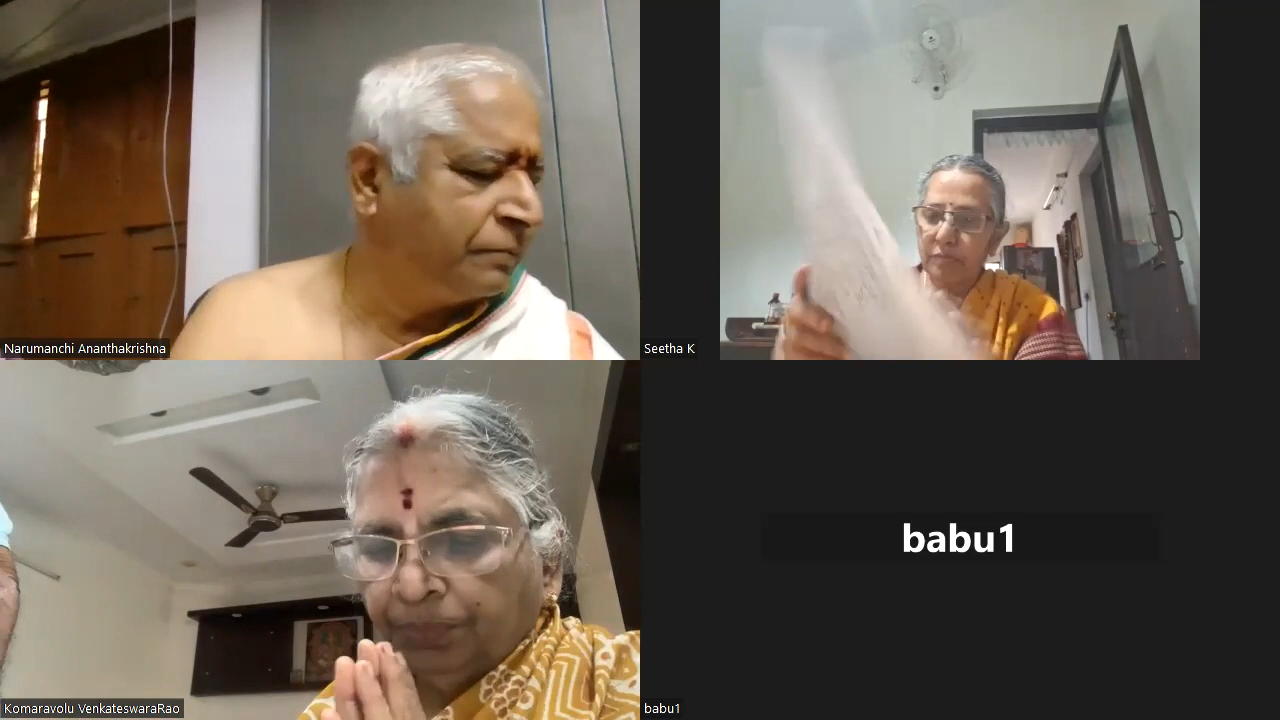 Narumanchi Ananthakrishna
Seetha K
babu1
Komaravolu VenkateswaraRao
babu1